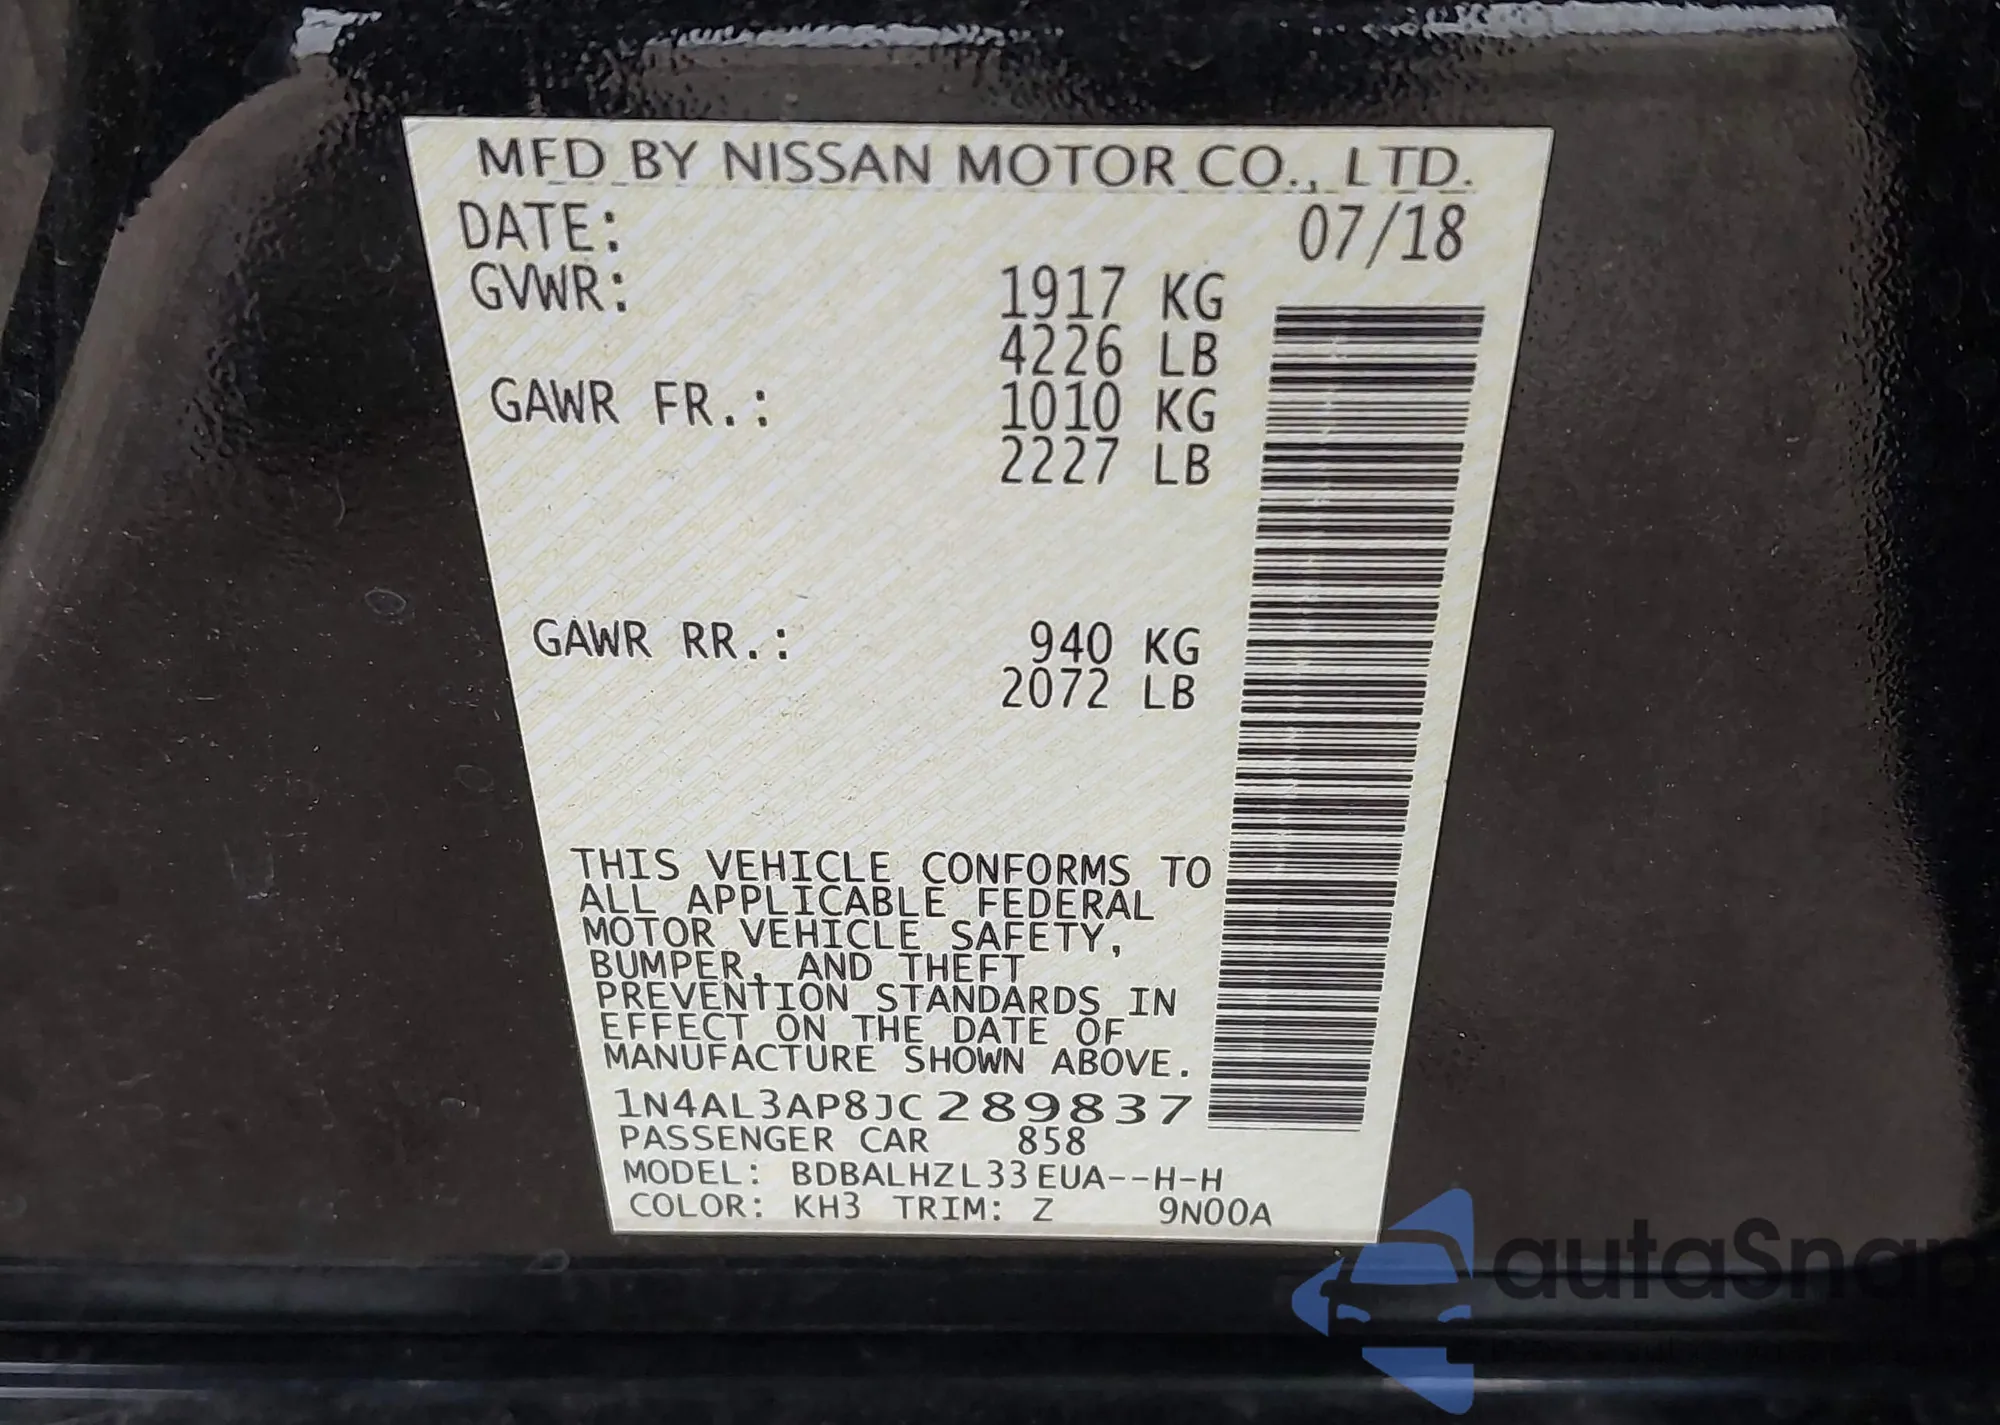 MFD BY NISSAN MOTOR CO., LTD.
DATE: 07/18
GVWR: 1917 KG
4226 LB
GAWR FR.: 1010 KG
2227 LB
GAWR RR.: 940 KG
2072 LB
THIS VEHICLE CONFORMS TO
ALL APPLICABLE FEDERAL
MOTOR VEHICLE SAFETY,
BUMPER, AND THEFT
PREVENTION STANDARDS IN
EFFECT ON THE DATE OF
MANUFACTURE SHOWN ABOVE.
1N4AL3AP8JC289837
PASSENGER CAR 858
MODEL: BDBALHZL33EUA--H-H
COLOR: KH3 TRIM: Z 9N00A
autaSnap